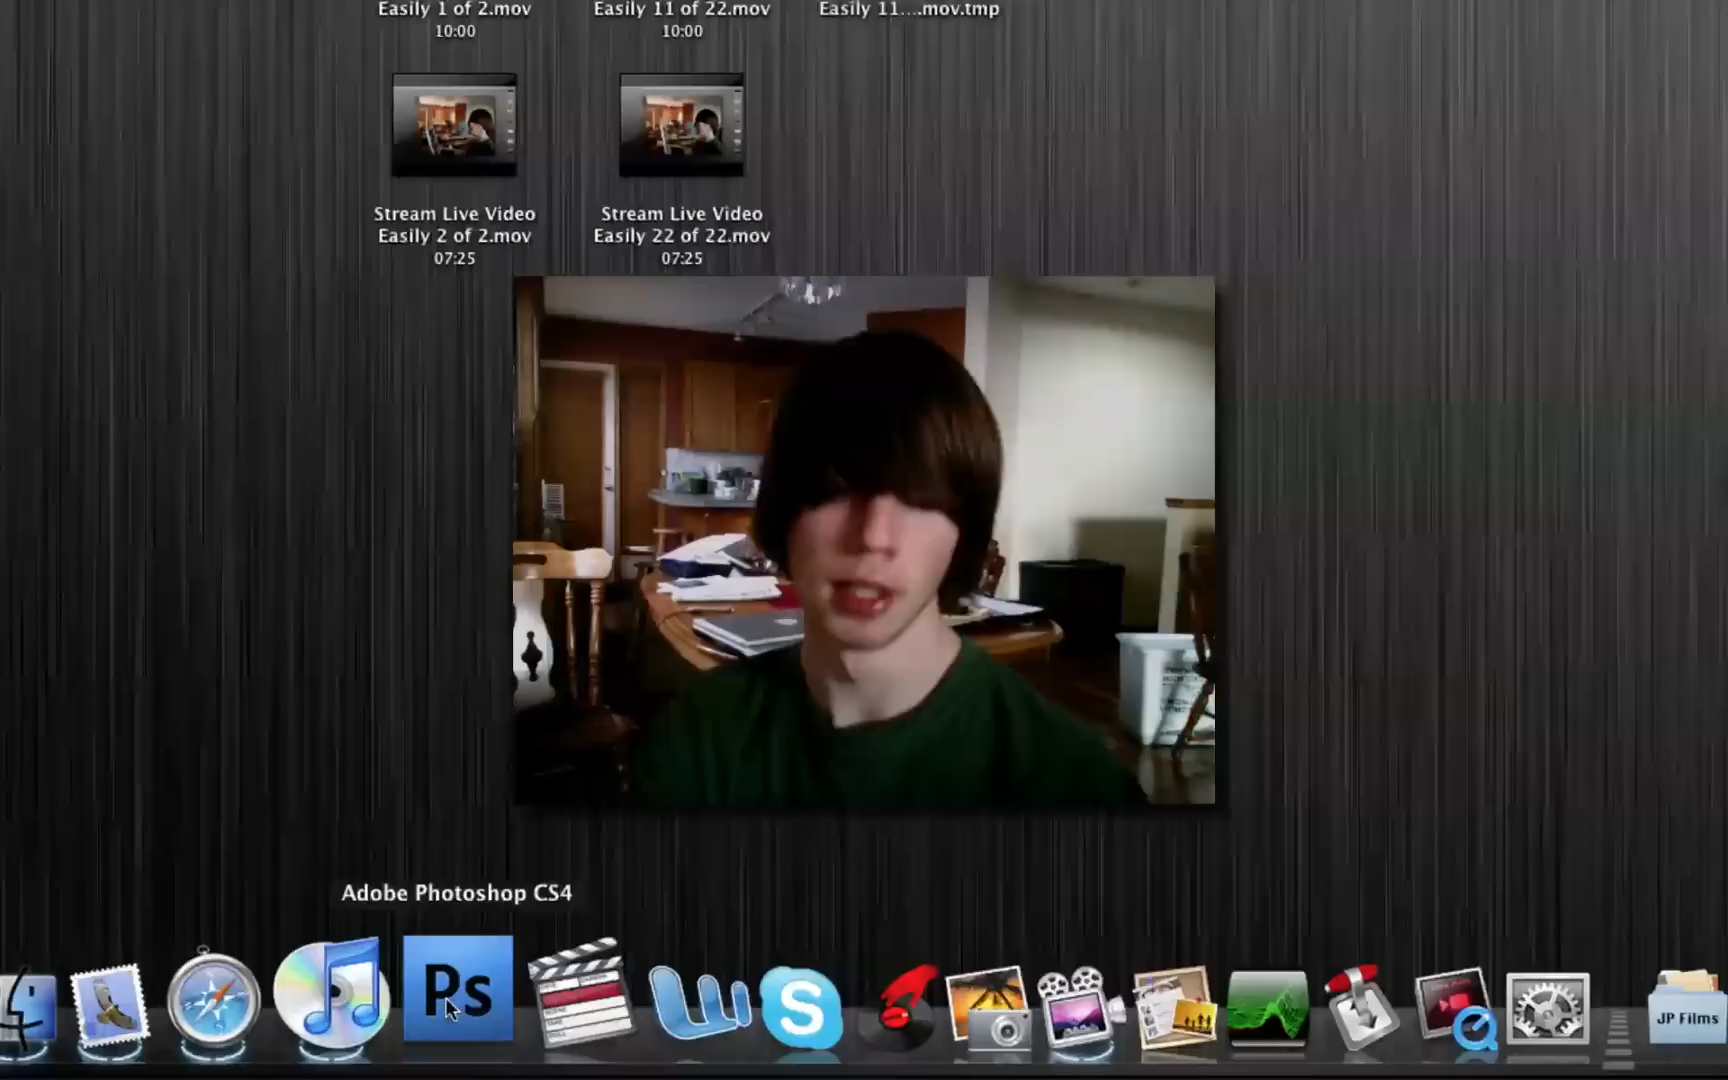 Easily 1 of 2.mov
10:00
Easily 11 of 22.mov
10:00
Easily 11....mov.tmp
Stream Live Video
Easily 2 of 2.mov
07:25
Stream Live Video
Easily 22 of 22.mov
07:25
Adobe Photoshop CS4
Ps
S
JP Films